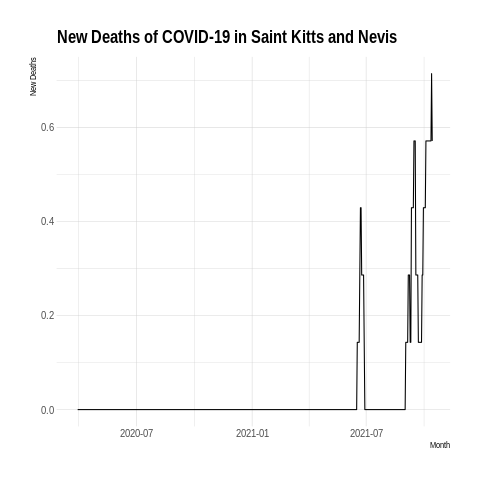 New Deaths of COVID-19 in Saint Kitts and Nevis
New Deaths
0.6
0.4
0.2
0.0
2020-07 2021-01 2021-07
Month